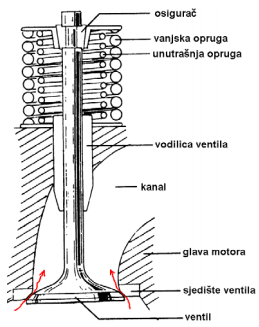 osigurač
vanjska opruga
unutrašnja opruga
vodilica ventila
kanal
glava motora
sjedište ventila
ventil